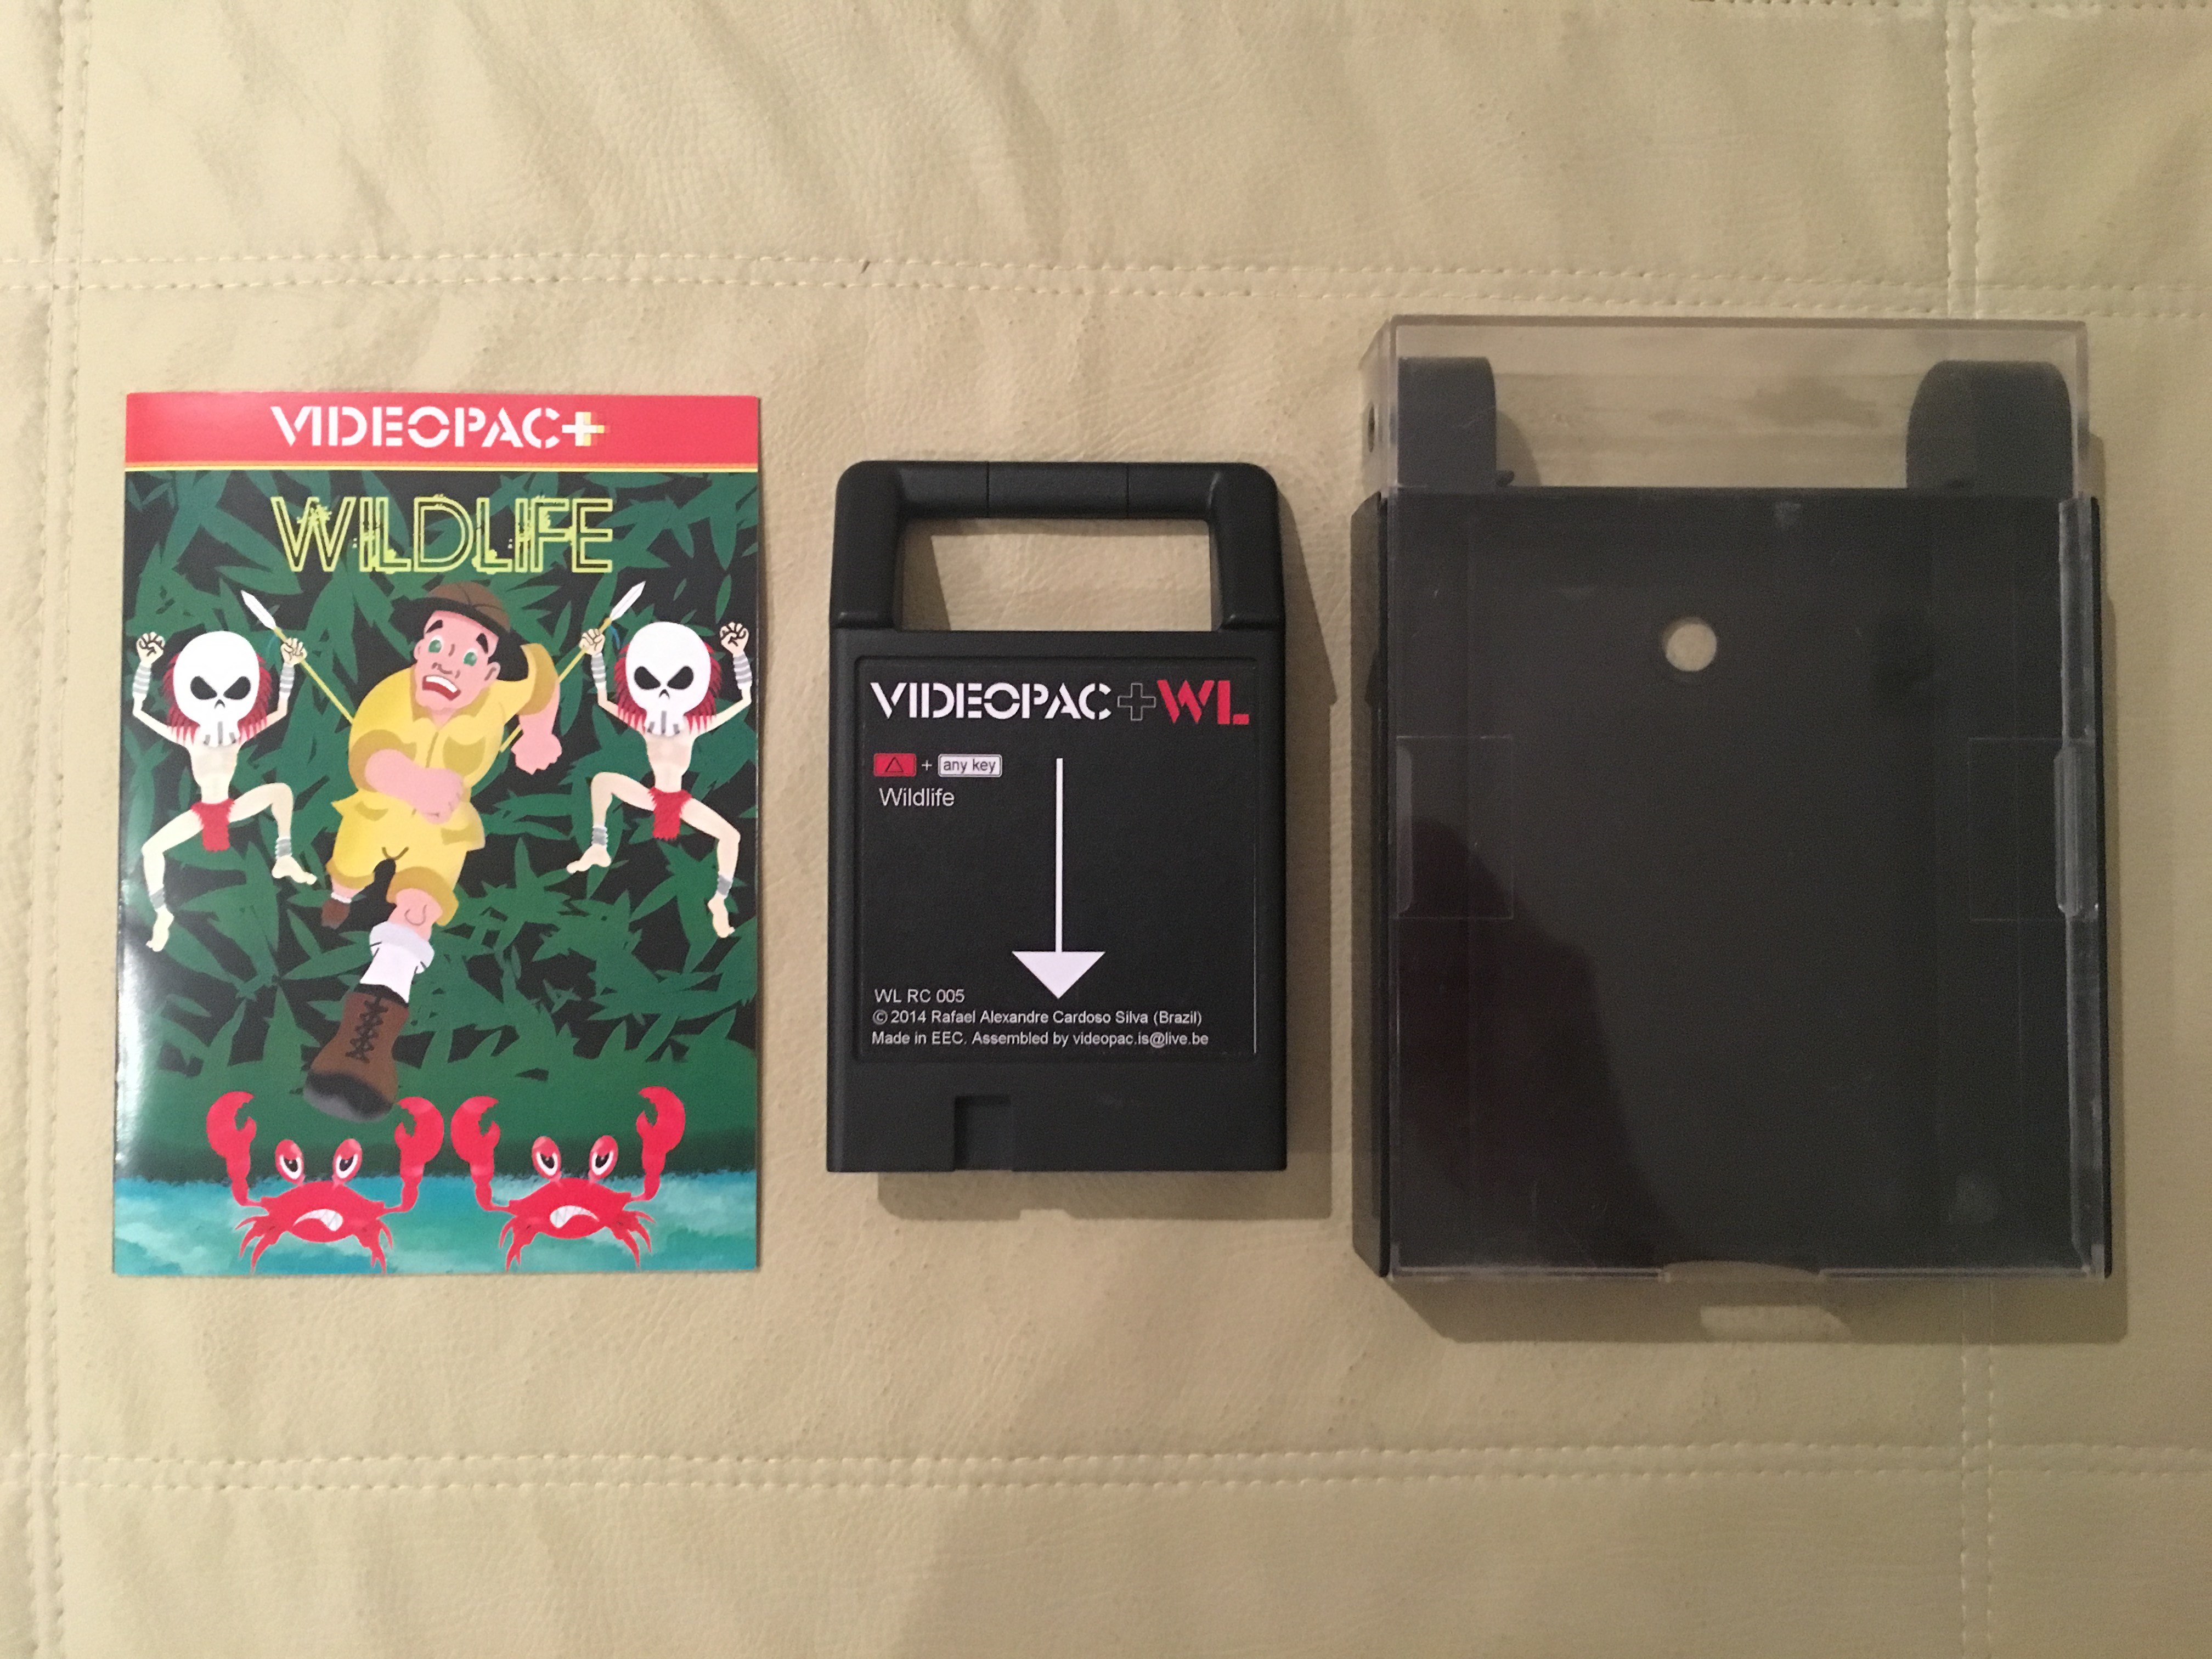 VIDEOPAC+
WILDLIFE
VIDEOPAC+WL
+ any key
Wildlife
WL RC 005
© 2014 Rafael Alexandre Cardoso Silva (Brazil)
Made in EEC. Assembled by videopac.is@live.be